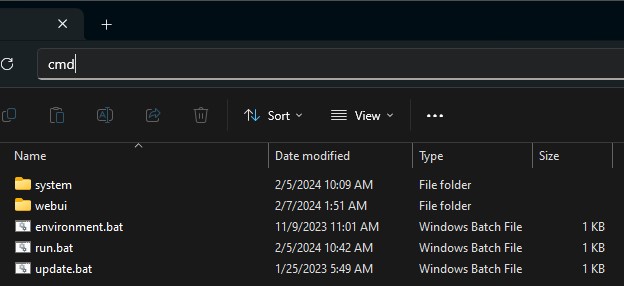 cmd
Sort View
Name Date modified Type Size
system 2/5/2024 10:09 AM File folder
webui 2/7/2024 1:51 AM File folder
environment.bat 11/9/2023 11:01 AM Windows Batch File 1 KB
run.bat 2/5/2024 10:42 AM Windows Batch File 1 KB
update.bat 1/25/2023 5:49 AM Windows Batch File 1 KB